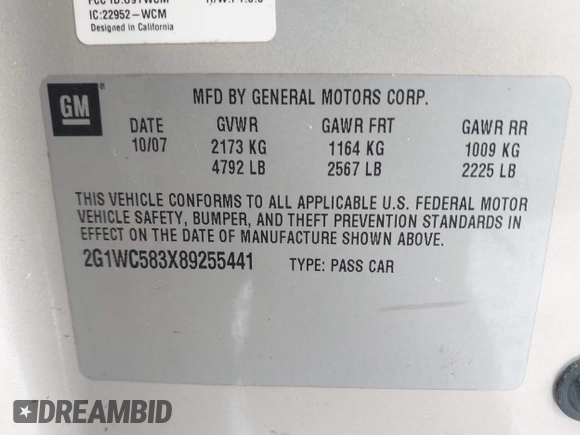 IC:22952-WCM
Designed in California
GM
MFD BY GENERAL MOTORS CORP.
DATE GVWR GAWR FRT GAWR RR
10/07 2173 KG 1164 KG 1009 KG
4792 LB 2567 LB 2225 LB
THIS VEHICLE CONFORMS TO ALL APPLICABLE U.S. FEDERAL MOTOR
VEHICLE SAFETY, BUMPER, AND THEFT PREVENTION STANDARDS IN
EFFECT ON THE DATE OF MANUFACTURE SHOWN ABOVE.
2G1WC583X89255441 TYPE: PASS CAR
DREAMBID